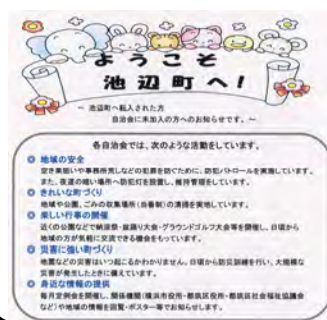 ようこそ
池辺町へ!
~ 池辺町へ転入された方
自治会に未加入の方へのお知らせです。~
各自治会では、次のような活動をしています。
◎ 地域の安全
空き巣狙いや事務所荒しなどの犯罪を防ぐために、防犯パトロールを実施しています。
また、夜道の暗い場所へ防犯灯を設置し、維持管理をしています。
◎ きれいな町づくり
地域や公園、ごみの収集場所(当番制)の清掃を実施しています。
◎ 楽しい行事の開催
近くの公園などで納涼祭・盆踊り大会・グラウンドゴルフ大会等を開催し、日頃から
地域の方が気軽に交流できる機会をもっています。
◎ 災害に強い町づくり
地震などの災害はいつ起こるかわかりません。日頃から防災訓練を行い、大規模な
災害が発生したときに備えています。
◎ 身近な情報の提供
毎月定例会を開催し、関係機関(横浜市役所・都筑区役所・都筑区社会福祉協議会
など)や地域の情報を回覧・ポスター等でお知らせします。